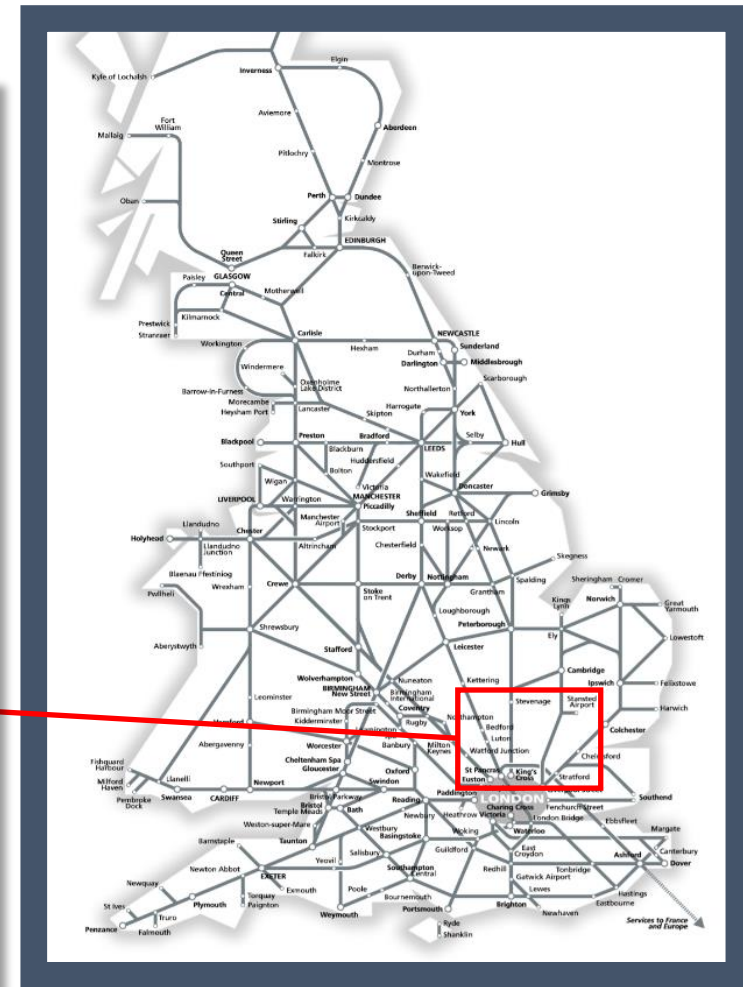 Elgin
Inverness
Kyle of Lochalsh
Aviemore
Fort
William
Aberdeen
Mallaig
Pitlochry
Montrose
Perth
Dundee
Oban
Kirkcaldy
Stirling
EDINBURGH
Queen
Street
Falkirk
Berwick-
upon-Tweed
GLASGOW
Paisley
Central
Motherwell
Kilmarnock
Prestwick
Stranraer
Carlisle
NEWCASTLE
Workington
Hexham
Sunderland
Durham
Darlington
Middlesbrough
Windermere
Oxenholme
Lake District
Scarborough
Barrow-in-Furness
Northallerton
Morecambe
Heysham Port
Lancaster
Harrogate
York
Skipton
Preston
Bradford
Selby
Blackpool
Blackburn
LEEDS
Hull
Southport
Huddersfield
Bolton
Wigan
Wakefield
Victoria
Doncaster
Grimsby
LIVERPOOL
Warrington
MANCHESTER
Piccadilly
Manchester
Airport
Sheffield
Retford
Lincoln
Llandudno
Stockport
Worksop
Holyhead
Chester
Llandudno
Junction
Altrincham
Chesterfield
Newark
Skegness
Blaenau Ffestiniog
Wrexham
Crewe
Stoke
on Trent
Derby
Nottingham
Grantham
Spalding
Sheringham
Cromer
Pwllheli
Kings
Lynn
Norwich
Great
Yarmouth
Loughborough
Shrewsbury
Peterborough
Ely
Lowestoft
Aberystwyth
Stafford
Leicester
Wolverhampton
Nuneaton
Kettering
Cambridge
BIRMINGHAM
New Street
Birmingham
International
Ipswich
Felixstowe
Leominster
Coventry
Stevenage
Stansted
Airport
Harwich
Birmingham Moor Street
Rugby
Northampton
Kidderminster
Hereford
Leamington
Spa
Bedford
Colchester
Worcester
Banbury
Milton
Keynes
Luton
Abergavenny
Watford Junction
Chelmsford
Cheltenham Spa
Gloucester
Oxford
St Pancras
King's
Cross
Euston
Stratford
Fishguard
Harbour
Llanelli
Newport
Swindon
Milford
Haven
Paddington
Liverpool Street
Pembroke
Dock
Swansea
CARDIFF
Bristol Parkway
Reading
LONDON
Southend
Bristol
Temple Meads
Bath
Charing Cross
Fenchurch Street
Newbury
Heathrow
Victoria
London Bridge
Ebbsfleet
Weston-super-Mare
Westbury
Basingstoke
Woking
Waterloo
Margate
Barnstaple
Taunton
Salisbury
Guildford
East
Croydon
Canterbury
Newton Abbot
Yeovil
Southampton
Central
Redhill
Tonbridge
Ashford
Dover
Gatwick Airport
EXETER
Newquay
Exmouth
Poole
Lewes
Hastings
St Ives
Plymouth
Torquay
Paignton
Bournemouth
Eastbourne
Truro
Weymouth
Portsmouth
Brighton
Newhaven
Penzance
Falmouth
Ryde
Shanklin
Services to France
and Europe